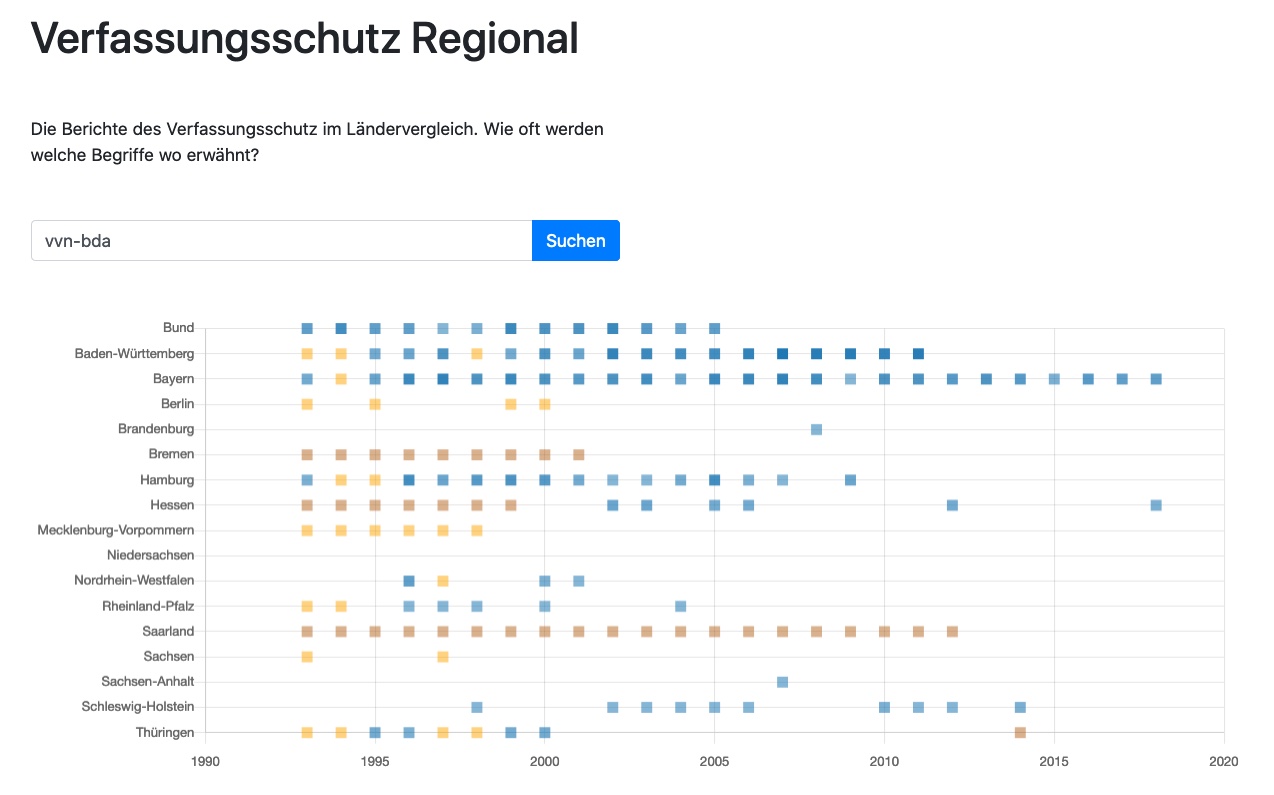 Verfassungsschutz Regional
Die Berichte des Verfassungsschutz im Ländervergleich. Wie oft werden
welche Begriffe wo erwähnt?
vvn-bda Suchen
Bund
Baden-Württemberg
Bayern
Berlin
Brandenburg
Bremen
Hamburg
Hessen
Mecklenburg-Vorpommern
Niedersachsen
Nordrhein-Westfalen
Rheinland-Pfalz
Saarland
Sachsen
Sachsen-Anhalt
Schleswig-Holstein
Thüringen
1990 1995 2000 2005 2010 2015 2020